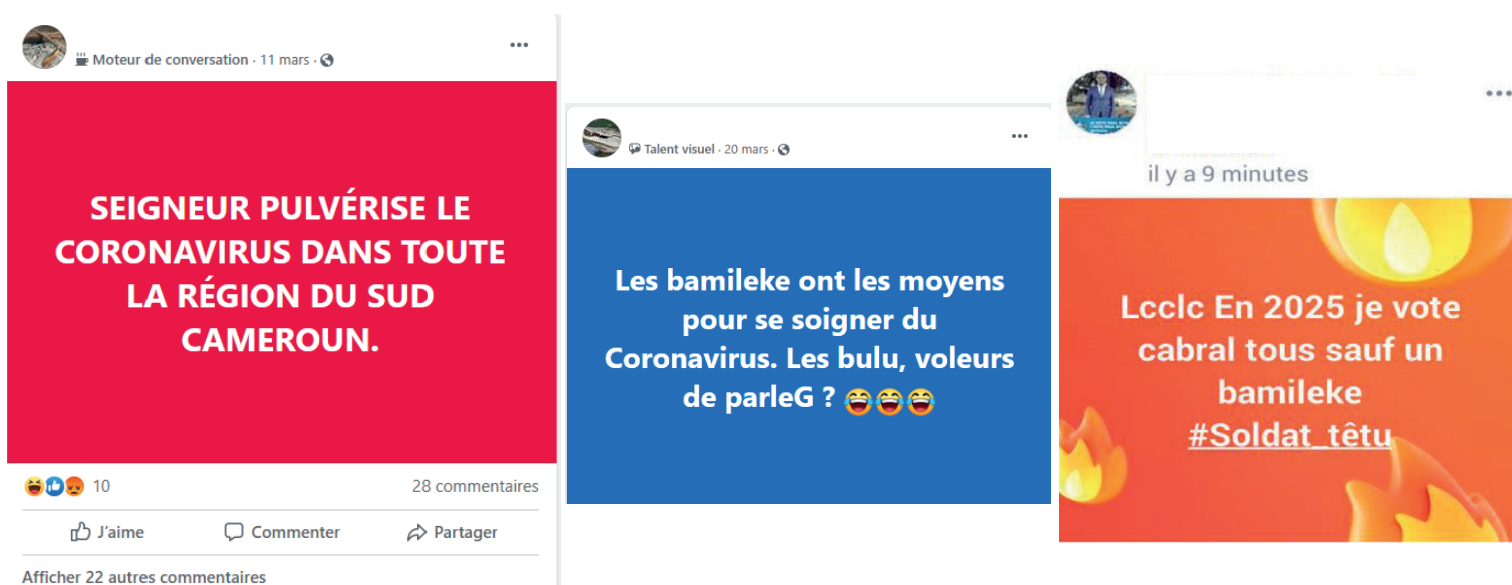 Moteur de conversation · 11 mars ·
SEIGNEUR PULVÉRISE LE
CORONAVIRUS DANS TOUTE
LA RÉGION DU SUD
CAMEROUN.
10
28 commentaires
J'aime
Commenter
Partager
Afficher 22 autres commentaires
Talent visuel · 20 mars ·
Les bamileke ont les moyens
pour se soigner du
Coronavirus. Les bulu, voleurs
de parleG ? 😂😂😂
il y a 9 minutes
Lcclc En 2025 je vote
cabral tous sauf un
bamileke
#Soldat_têtu